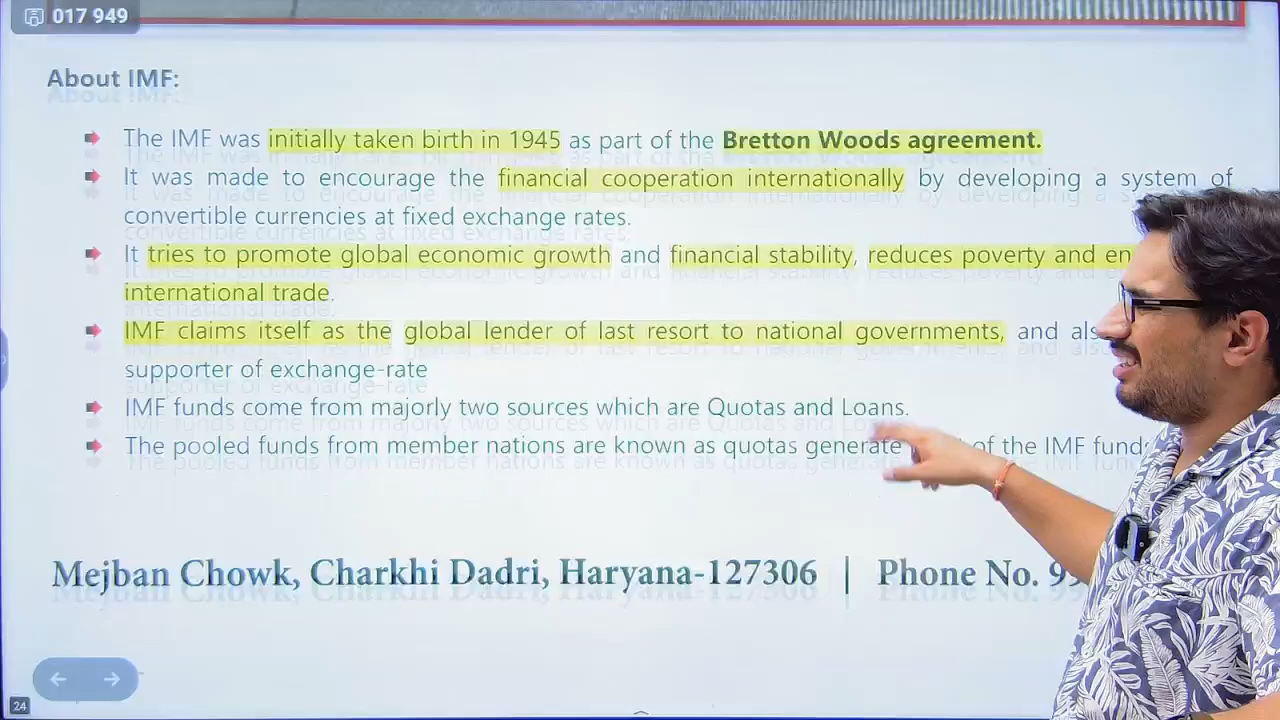 017 949
About IMF:
The IMF was initially taken birth in 1945 as part of the Bretton Woods agreement.
It was made to encourage the financial cooperation internationally by developing a system of
convertible currencies at fixed exchange rates.
It tries to promote global economic growth and financial stability, reduces poverty and en
international trade.
IMF claims itself as the global lender of last resort to national governments, and als
supporter of exchange-rate
IMF funds come from majorly two sources which are Quotas and Loans.
The pooled funds from member nations are known as quotas generate of the IMF fund
Mejban Chowk, Charkhi Dadri, Haryana-127306 | Phone No. 9
24